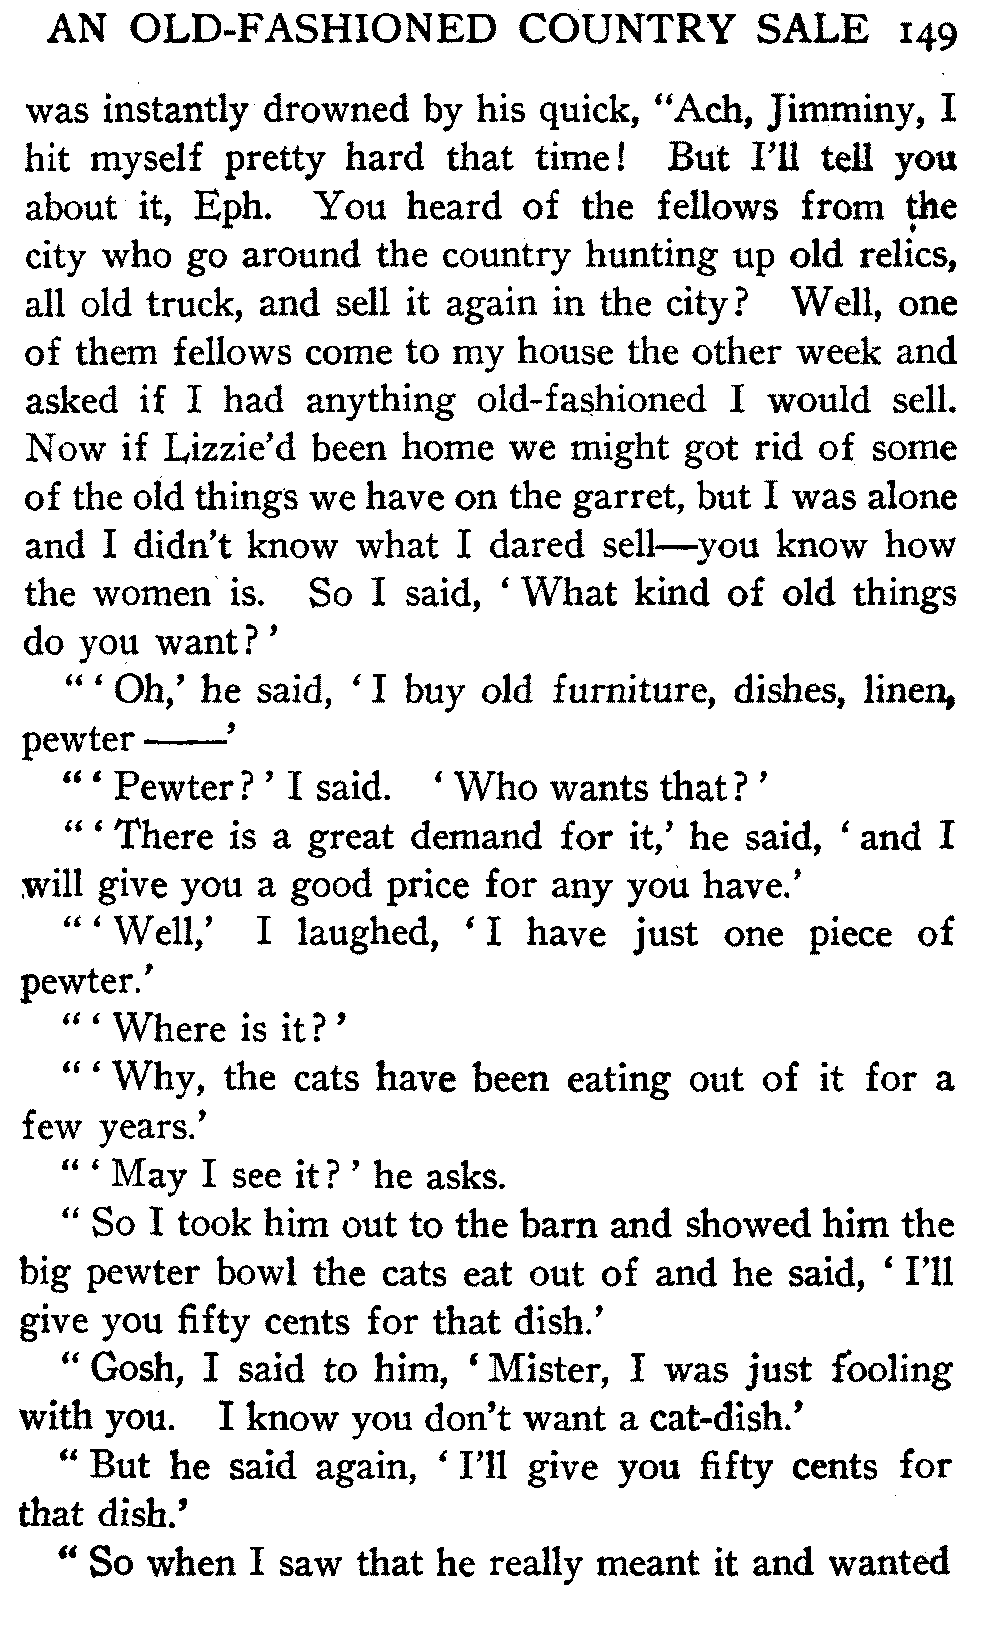 AN OLD-FASHIONED COUNTRY SALE 149
was instantly drowned by his quick, "Ach, Jimminy, I
hit myself pretty hard that time! But I'll tell you
about it, Eph. You heard of the fellows from the
city who go around the country hunting up old relics,
all old truck, and sell it again in the city? Well, one
of them fellows come to my house the other week and
asked if I had anything old-fashioned I would sell.
Now if Lizzie'd been home we might got rid of some
of the old things we have on the garret, but I was alone
and I didn't know what I dared sell—you know how
the women is. So I said, 'What kind of old things
do you want?'
"'Oh,' he said, 'I buy old furniture, dishes, linen,
pewter ——'
"'Pewter?' I said. 'Who wants that?'
"'There is a great demand for it,' he said, 'and I
will give you a good price for any you have.'
"'Well,' I laughed, 'I have just one piece of
pewter.'
"'Where is it?'
"'Why, the cats have been eating out of it for a
few years.'
"'May I see it?' he asks.
"So I took him out to the barn and showed him the
big pewter bowl the cats eat out of and he said, 'I'll
give you fifty cents for that dish.'
"Gosh, I said to him, 'Mister, I was just fooling
with you. I know you don't want a cat-dish.'
"But he said again, 'I'll give you fifty cents for
that dish.'
"So when I saw that he really meant it and wanted